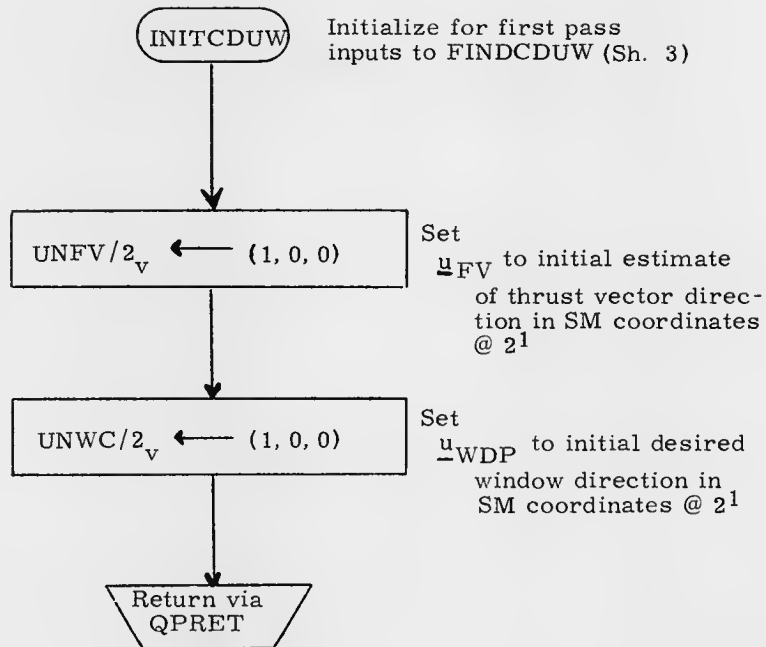 INITCDUW
Initialize for first pass
inputs to FINDCDUW (Sh. 3)
UNFV/2v ← (1, 0, 0)
Set
uFV to initial estimate
of thrust vector direc-
tion in SM coordinates
@ 2¹
UNWC/2v ← (1, 0, 0)
Set
uWDP to initial desired
window direction in
SM coordinates @ 2¹
Return via
QPRET